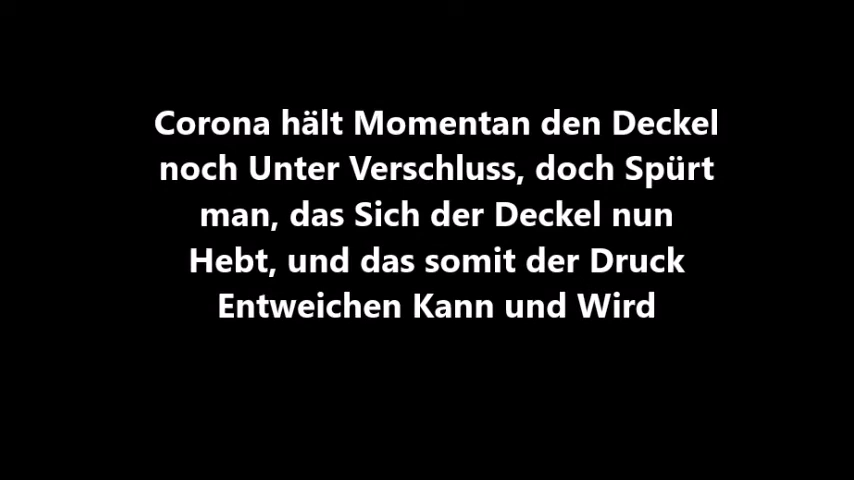 Corona hält Momentan den Deckel
noch Unter Verschluss, doch Spürt
man, das Sich der Deckel nun
Hebt, und das somit der Druck
Entweichen Kann und Wird